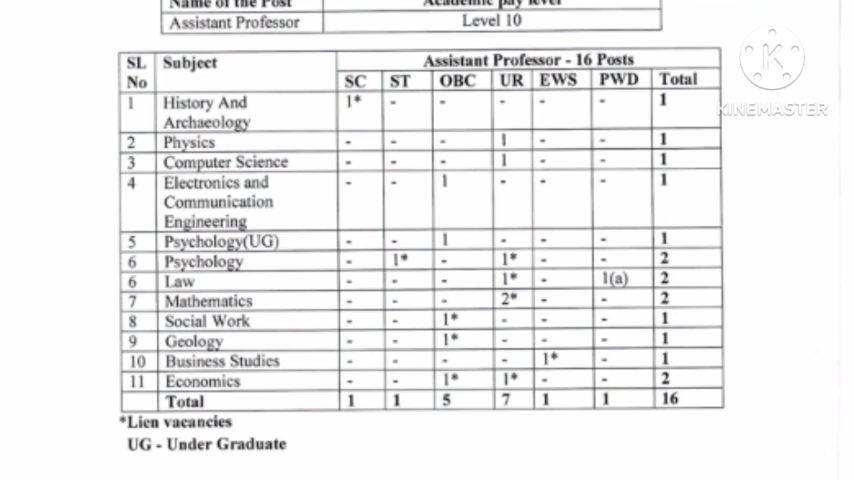 Name of the Post Academic pay level
Assistant Professor Level 10
SL No Subject Assistant Professor - 16 Posts
SC ST OBC UR EWS PWD Total
1 History And Archaeology 1* - - - - - 1
2 Physics - - - 1 - - 1
3 Computer Science - - - 1 - - 1
4 Electronics and Communication Engineering - - 1 - - - 1
5 Psychology(UG) - - 1 - - - 1
6 Psychology - 1* - 1* - - 2
6 Law - - - 1* - 1(a) 2
7 Mathematics - - - 2* - - 2
8 Social Work - - 1* - - - 1
9 Geology - - 1* - - - 1
10 Business Studies - - - - 1* - 1
11 Economics - - 1* 1* - - 2
Total 1 1 5 7 1 1 16
*Lien vacancies
UG - Under Graduate
K
KINEMASTER